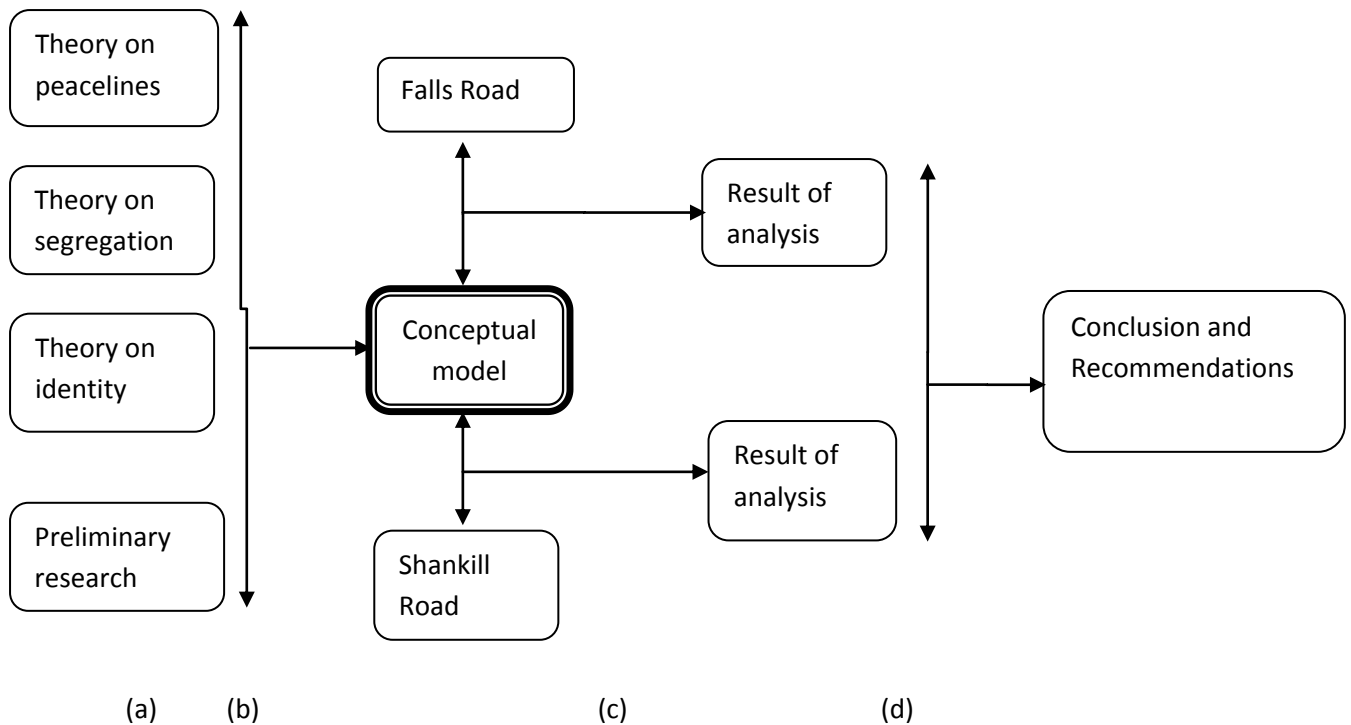 Theory on
peacelines
Theory on
segregation
Theory on
identity
Preliminary
research
Falls Road
Conceptual
model
Shankill
Road
Result of
analysis
Result of
analysis
Conclusion and
Recommendations
(a) (b) (c) (d)